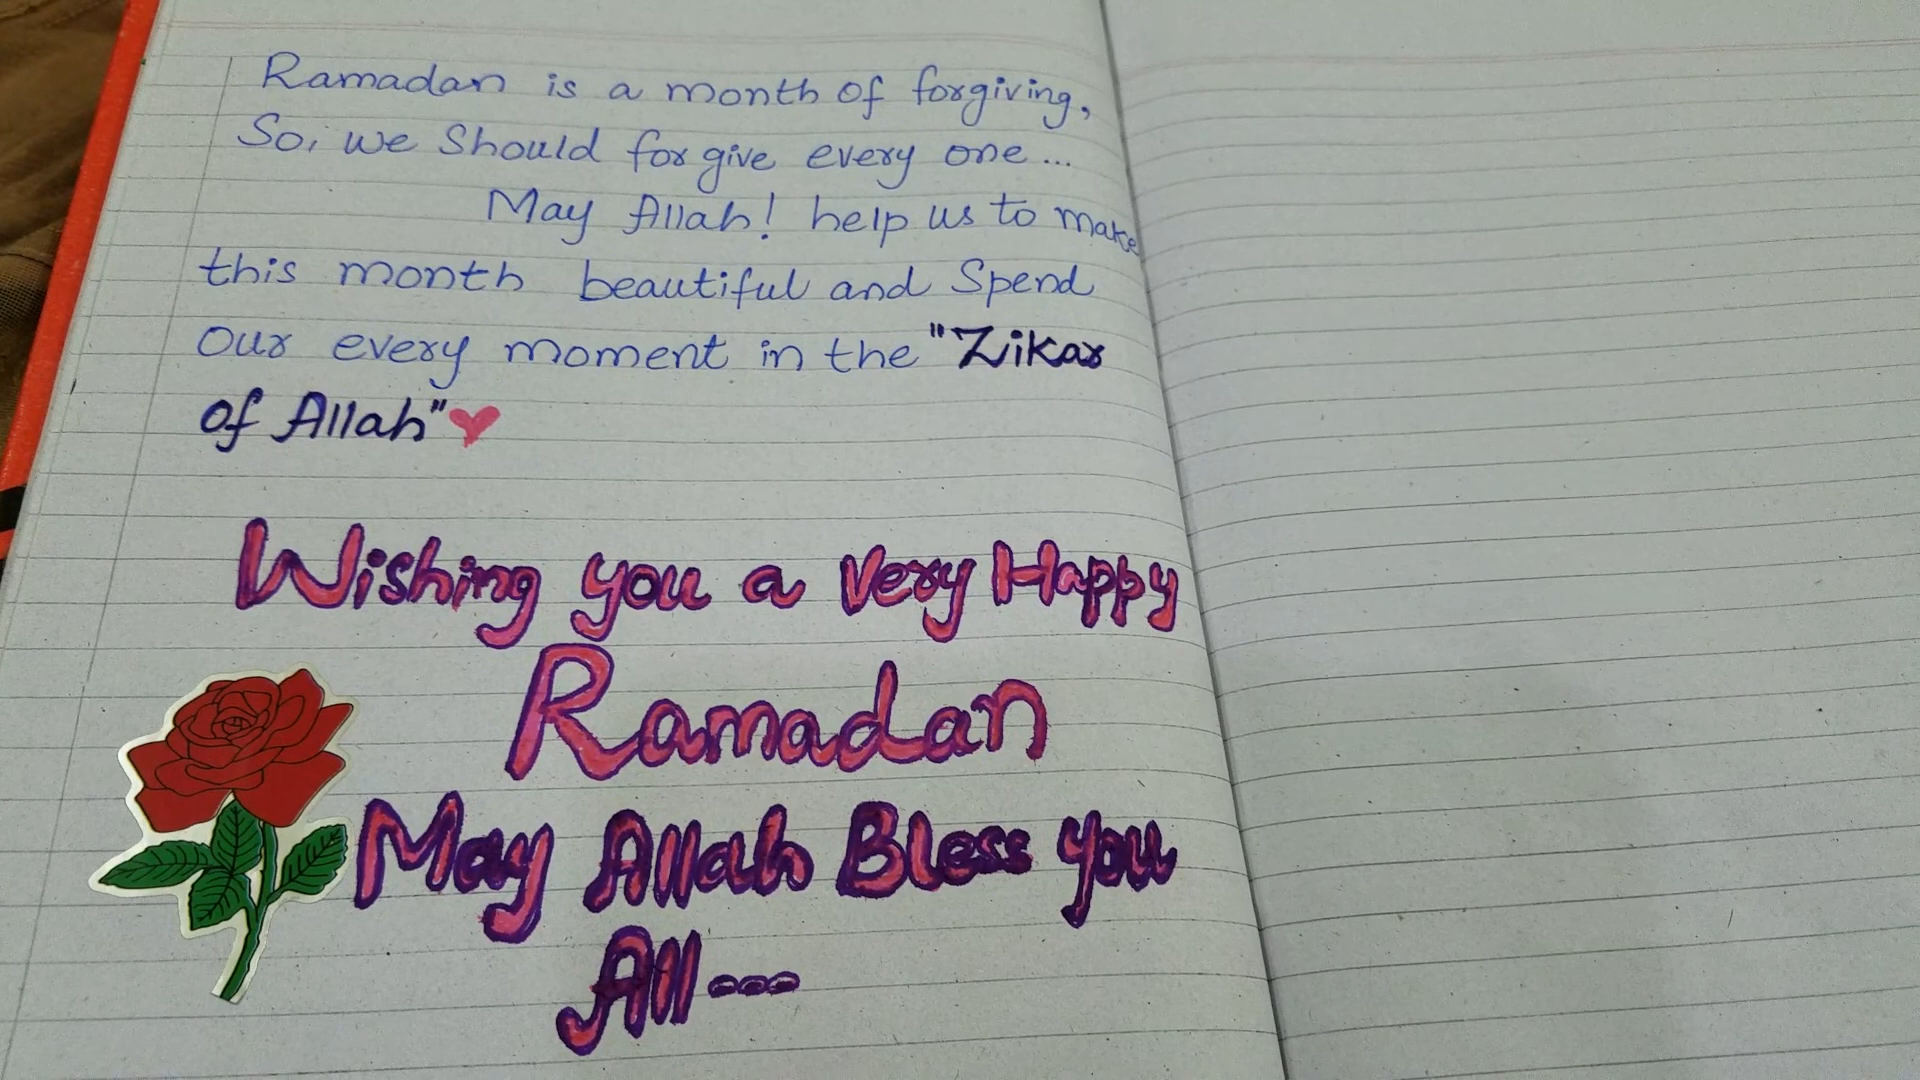 Ramadan is a month of forgiving,
So, we Should forgive every one...
May Allah! help us to make
this month beautiful and Spend
Our every moment in the "Zikar
of Allah"
Wishing you a Very Happy
Ramadan
May Allah Bless you
All---